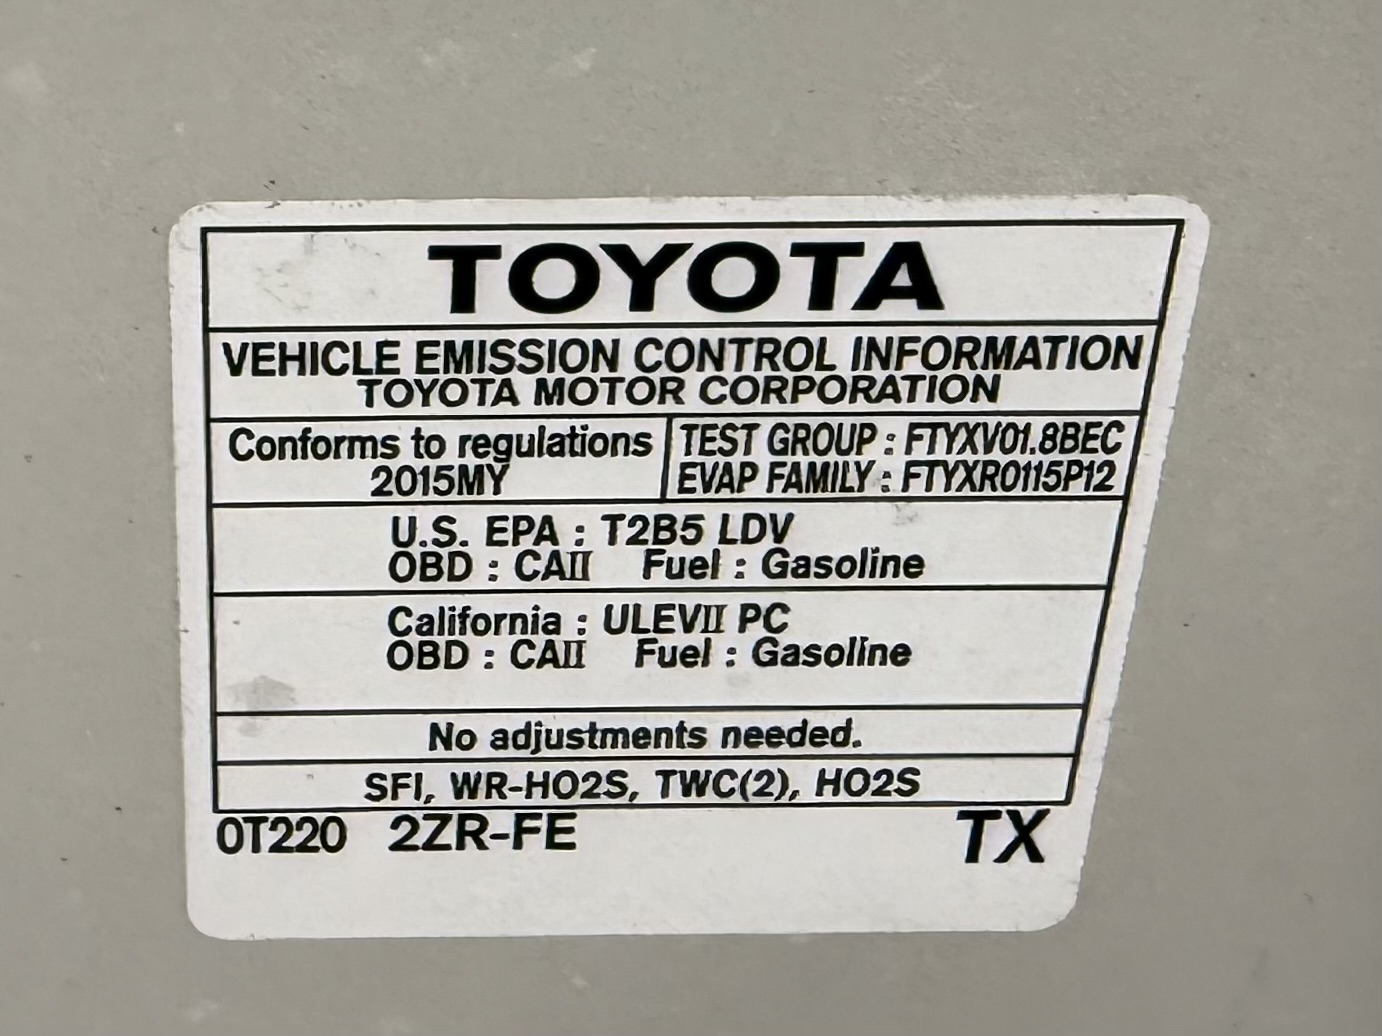 TOYOTA
VEHICLE EMISSION CONTROL INFORMATION
TOYOTA MOTOR CORPORATION
Conforms to regulations
2015MY
TEST GROUP : FTYXV01.8BEC
EVAP FAMILY : FTYXR0115P12
U.S. EPA : T2B5 LDV
OBD : CAII Fuel : Gasoline
California : ULEVII PC
OBD : CAII Fuel : Gasoline
No adjustments needed.
SFI, WR-HO2S, TWC(2), HO2S
0T220 2ZR-FE TX